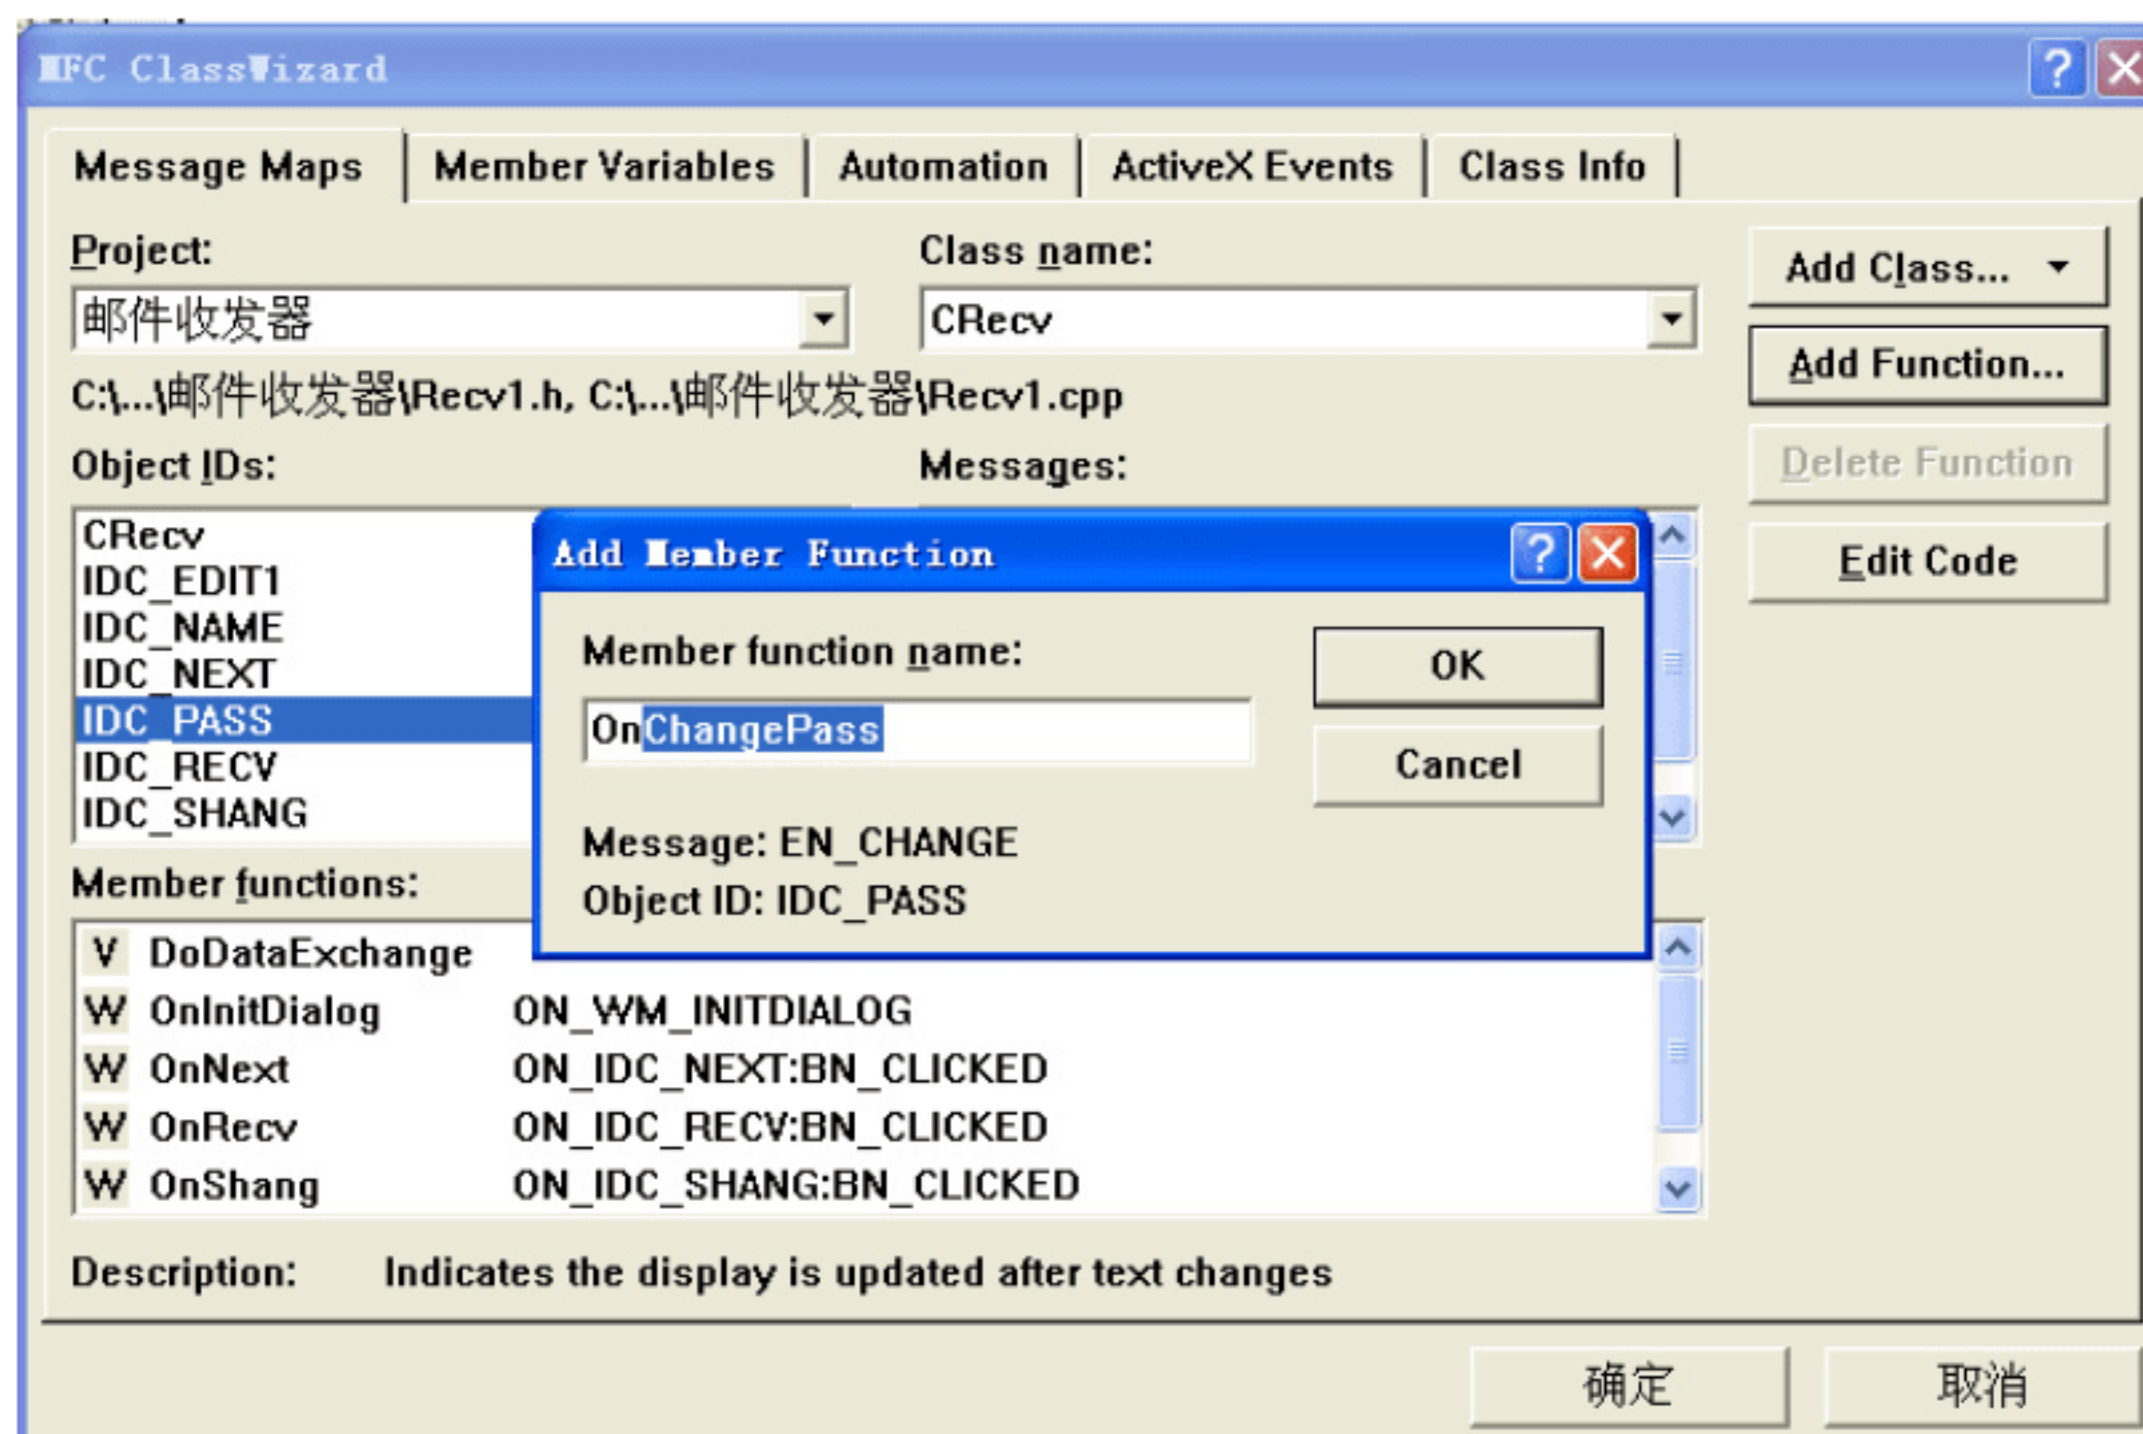 MFC ClassWizard
Message Maps
Member Variables
Automation
ActiveX Events
Class Info
Project:
Class name:
Add Class...
邮件收发器
CRecv
Add Function...
C:\...\邮件收发器\Recv1.h, C:\...\邮件收发器\Recv1.cpp
Object IDs:
Messages:
Delete Function
Edit Code
CRecv
IDC_EDIT1
IDC_NAME
IDC_NEXT
IDC_PASS
IDC_RECV
IDC_SHANG
Add Member Function
Member function name:
OK
OnChangePass
Cancel
Message: EN_CHANGE
Object ID: IDC_PASS
Member functions:
V DoDataExchange
W OnInitDialog ON_WM_INITDIALOG
W OnNext ON_IDC_NEXT:BN_CLICKED
W OnRecv ON_IDC_RECV:BN_CLICKED
W OnShang ON_IDC_SHANG:BN_CLICKED
Description: Indicates the display is updated after text changes
确定
取消